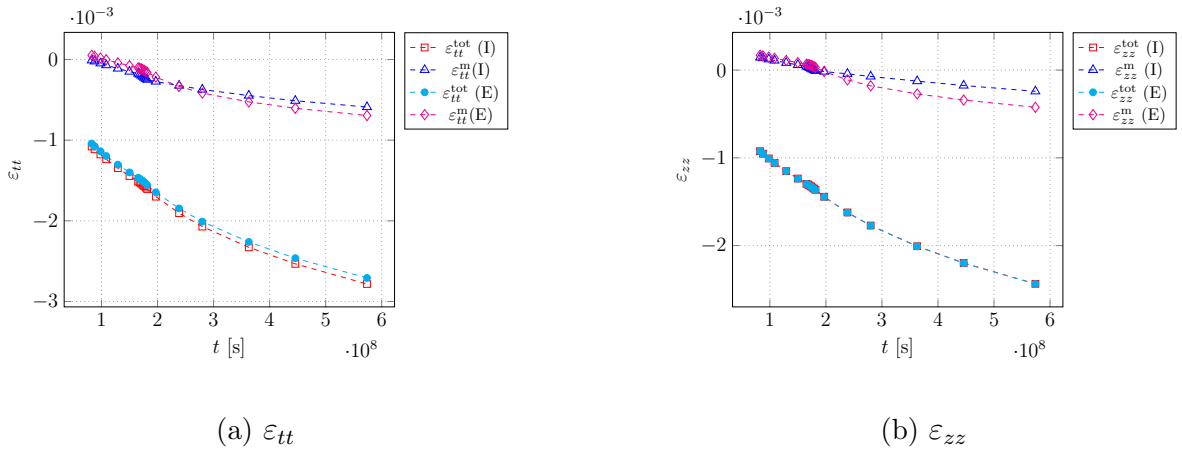 ·10⁻³
0
−1
−2
−3
ε_tt
1 2 3 4 5 6
·10⁸
t [s]
ε_tt^tot (I)
ε_tt^m(I)
ε_tt^tot (E)
ε_tt^m(E)
(a) ε_tt
·10⁻³
0
−1
−2
ε_zz
1 2 3 4 5 6
·10⁸
t [s]
ε_zz^tot (I)
ε_zz^m (I)
ε_zz^tot (E)
ε_zz^m (E)
(b) ε_zz